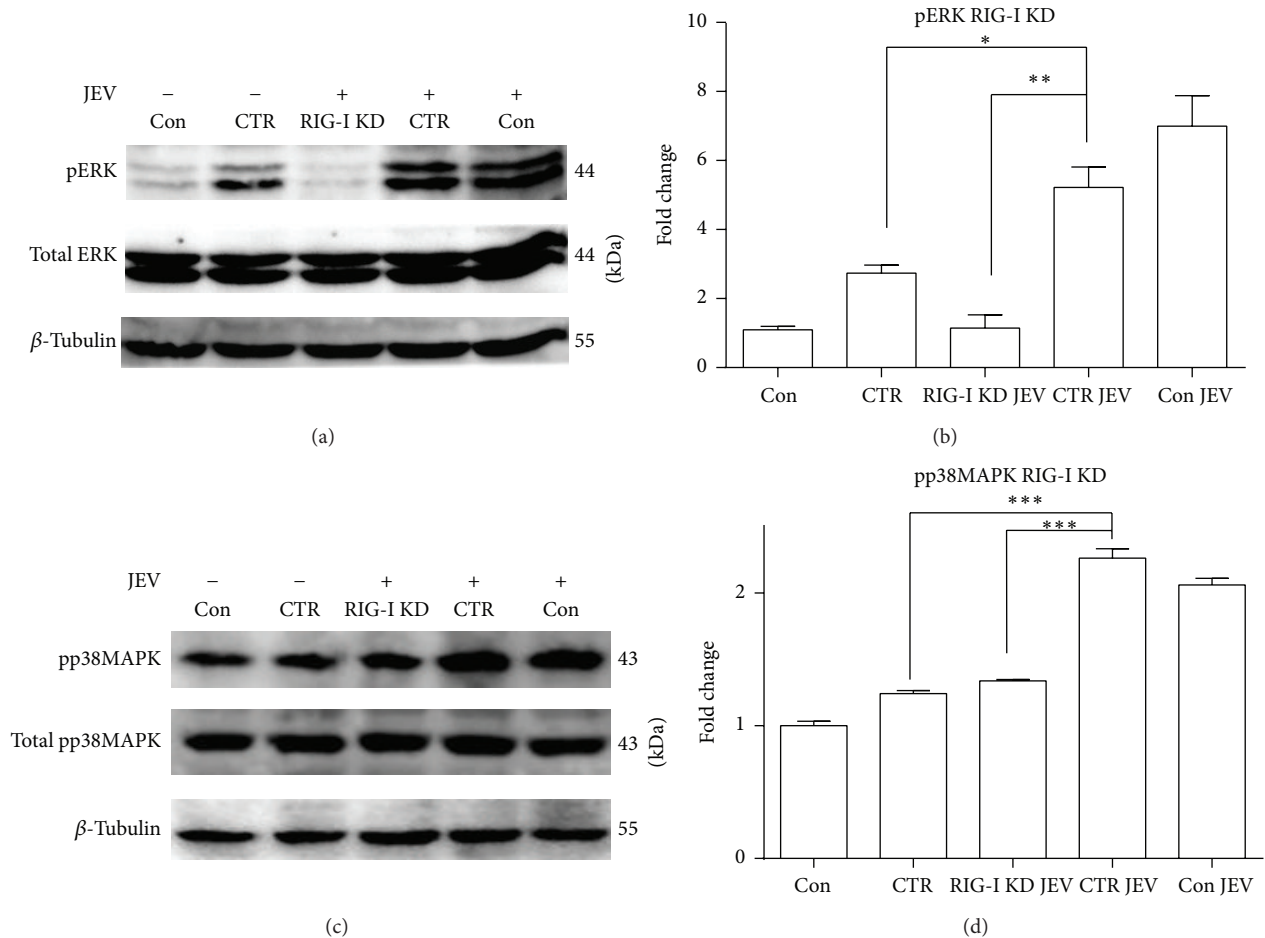 JEV − − + + +
Con CTR RIG-I KD CTR Con
pERK 44
Total ERK 44
(kDa)
β-Tubulin 55
(a)
pERK RIG-I KD
Fold change
10
8
6
4
2
0
*
**
Con CTR RIG-I KD JEV CTR JEV Con JEV
(b)
JEV − − + + +
Con CTR RIG-I KD CTR Con
pp38MAPK 43
Total pp38MAPK 43
(kDa)
β-Tubulin 55
(c)
pp38MAPK RIG-I KD
Fold change
2
1
0
***
***
Con CTR RIG-I KD JEV CTR JEV Con JEV
(d)